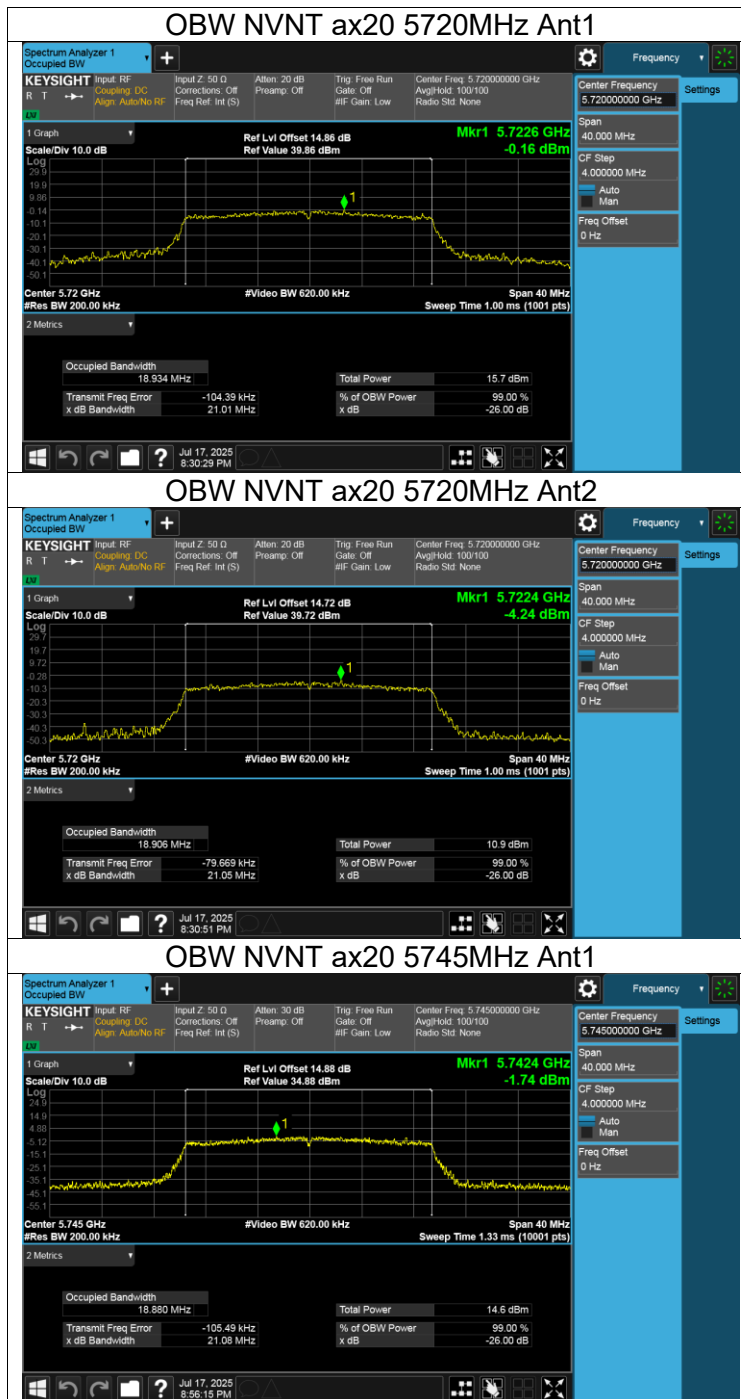 OBW NVNT ax20 5720MHz Ant1
Spectrum Analyzer 1
Occupied BW
Frequency
KEYSIGHT Input: RF Input Z: 50 Ω Atten: 20 dB Trig: Free Run Center Freq: 5.720000000 GHz
R T Coupling: DC Corrections: Off Preamp: Off Gate: Off Avg|Hold: 100/100
Align: Auto/No RF Freq Ref: Int (S) #IF Gain: Low Radio Std: None
LXI
Center Frequency
5.720000000 GHz
Settings
Span
40.000 MHz
CF Step
4.000000 MHz
Auto
Man
Freq Offset
0 Hz
1 Graph
Ref Lvl Offset 14.86 dB
Mkr1 5.7226 GHz
Scale/Div 10.0 dB
Ref Value 39.86 dBm
-0.16 dBm
Log
29.9
19.9
9.86
-0.14
-10.1
-20.1
-30.1
-40.1
-50.1
1
Center 5.72 GHz #Video BW 620.00 kHz Span 40 MHz
#Res BW 200.00 kHz Sweep Time 1.00 ms (1001 pts)
2 Metrics
Occupied Bandwidth
18.934 MHz Total Power 15.7 dBm
Transmit Freq Error -104.39 kHz % of OBW Power 99.00 %
x dB Bandwidth 21.01 MHz x dB -26.00 dB
? Jul 17, 2025
8:30:29 PM
OBW NVNT ax20 5720MHz Ant2
Spectrum Analyzer 1
Occupied BW
Frequency
KEYSIGHT Input: RF Input Z: 50 Ω Atten: 20 dB Trig: Free Run Center Freq: 5.720000000 GHz
R T Coupling: DC Corrections: Off Preamp: Off Gate: Off Avg|Hold: 100/100
Align: Auto/No RF Freq Ref: Int (S) #IF Gain: Low Radio Std: None
LXI
Center Frequency
5.720000000 GHz
Settings
Span
40.000 MHz
CF Step
4.000000 MHz
Auto
Man
Freq Offset
0 Hz
1 Graph
Ref Lvl Offset 14.72 dB
Mkr1 5.7224 GHz
Scale/Div 10.0 dB
Ref Value 39.72 dBm
-4.24 dBm
Log
29.7
19.7
9.72
-0.28
-10.3
-20.3
-30.3
-40.3
-50.3
1
Center 5.72 GHz #Video BW 620.00 kHz Span 40 MHz
#Res BW 200.00 kHz Sweep Time 1.00 ms (1001 pts)
2 Metrics
Occupied Bandwidth
18.906 MHz Total Power 10.9 dBm
Transmit Freq Error -79.669 kHz % of OBW Power 99.00 %
x dB Bandwidth 21.05 MHz x dB -26.00 dB
? Jul 17, 2025
8:30:51 PM
OBW NVNT ax20 5745MHz Ant1
Spectrum Analyzer 1
Occupied BW
Frequency
KEYSIGHT Input: RF Input Z: 50 Ω Atten: 30 dB Trig: Free Run Center Freq: 5.745000000 GHz
R T Coupling: DC Corrections: Off Preamp: Off Gate: Off Avg|Hold: 100/100
Align: Auto/No RF Freq Ref: Int (S) #IF Gain: Low Radio Std: None
LXI
Center Frequency
5.745000000 GHz
Settings
Span
40.000 MHz
CF Step
4.000000 MHz
Auto
Man
Freq Offset
0 Hz
1 Graph
Ref Lvl Offset 14.88 dB
Mkr1 5.7424 GHz
Scale/Div 10.0 dB
Ref Value 34.88 dBm
-1.74 dBm
Log
24.9
14.9
4.88
-5.12
-15.1
-25.1
-35.1
-45.1
-55.1
1
Center 5.745 GHz #Video BW 620.00 kHz Span 40 MHz
#Res BW 200.00 kHz Sweep Time 1.33 ms (10001 pts)
2 Metrics
Occupied Bandwidth
18.880 MHz Total Power 14.6 dBm
Transmit Freq Error -105.49 kHz % of OBW Power 99.00 %
x dB Bandwidth 21.08 MHz x dB -26.00 dB
? Jul 17, 2025
8:56:15 PM